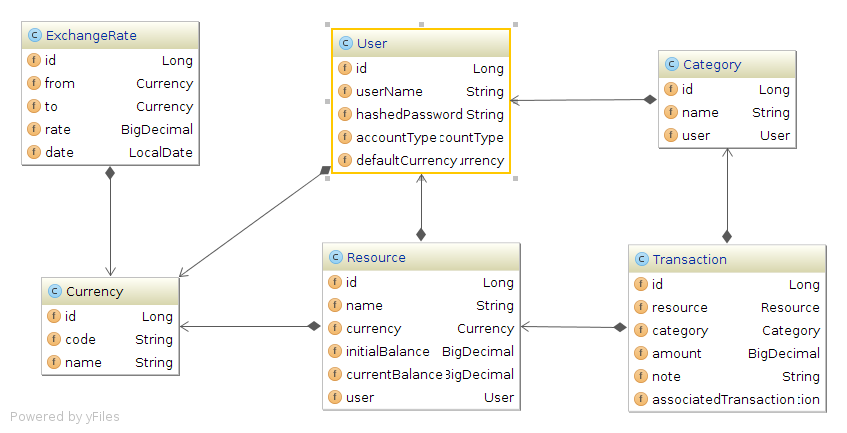 C ExchangeRate
f id Long
f from Currency
f to Currency
f rate BigDecimal
f date LocalDate
C User
f id Long
f userName String
f hashedPassword String
f accountType countType
f defaultCurrency urrency
C Category
f id Long
f name String
f user User
C Currency
f id Long
f code String
f name String
C Resource
f id Long
f name String
f currency Currency
f initialBalance BigDecimal
f currentBalance BigDecimal
f user User
C Transaction
f id Long
f resource Resource
f category Category
f amount BigDecimal
f note String
f associatedTransaction ion
Powered by yFiles